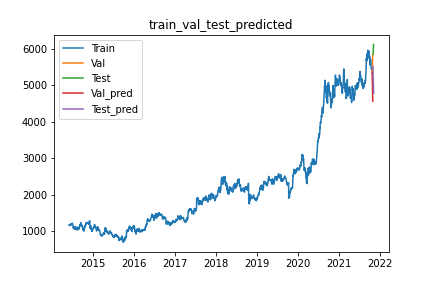 train_val_test_predicted
6000
5000
4000
3000
2000
1000
Train
Val
Test
Val_pred
Test_pred
2015 2016 2017 2018 2019 2020 2021 2022